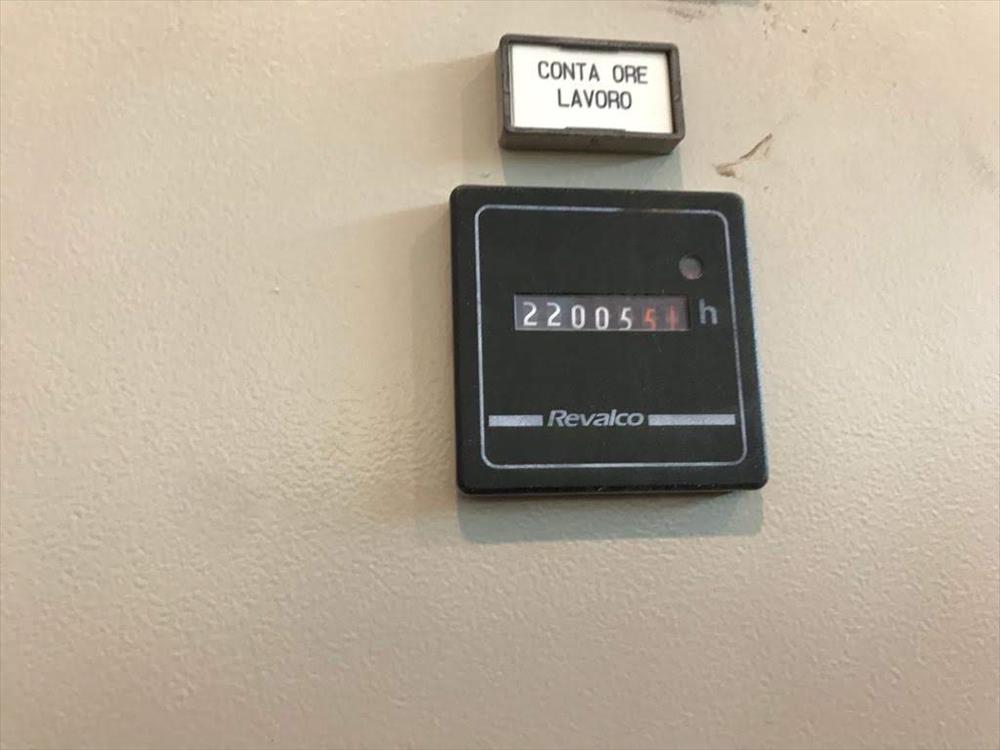 CONTA ORE
LAVORO
2200551 h
Revalco